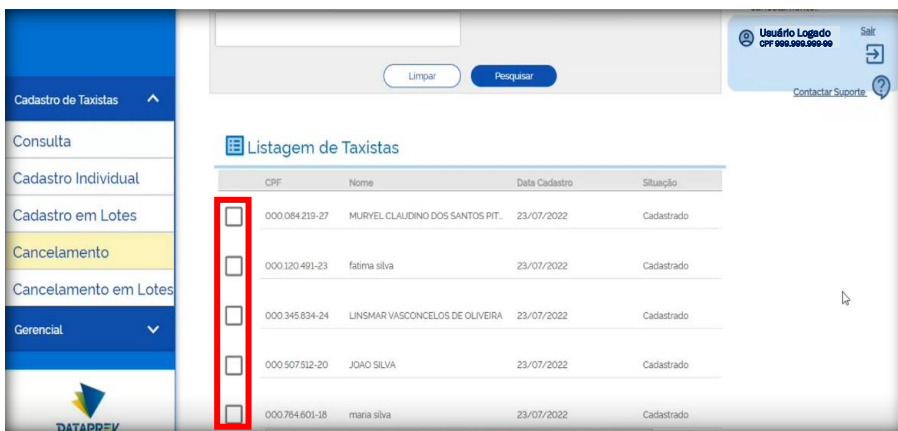 Usuário Logado
CPF 999.999.999-99
Sair
Contactar Suporte
Limpar
Pesquisar
Cadastro de Taxistas
Consulta
Cadastro Individual
Cadastro em Lotes
Cancelamento
Cancelamento em Lotes
Gerencial
DATAPREV
Listagem de Taxistas
CPF Nome Data Cadastro Situação
000.084.219-27 MURYEL CLAUDINO DOS SANTOS PIT... 23/07/2022 Cadastrado
000.120.491-23 fatima silva 23/07/2022 Cadastrado
000.345.834-24 LINSMAR VASCONCELOS DE OLIVEIRA 23/07/2022 Cadastrado
000.507.512-20 JOAO SILVA 23/07/2022 Cadastrado
000.764.601-18 maria silva 23/07/2022 Cadastrado